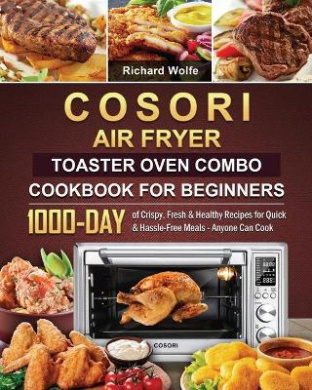 Richard Wolfe
COSORI
AIR FRYER
TOASTER OVEN COMBO
COOKBOOK FOR BEGINNERS
1000-DAY
of Crispy, Fresh & Healthy Recipes for Quick
& Hassle-Free Meals - Anyone Can Cook
COSORI